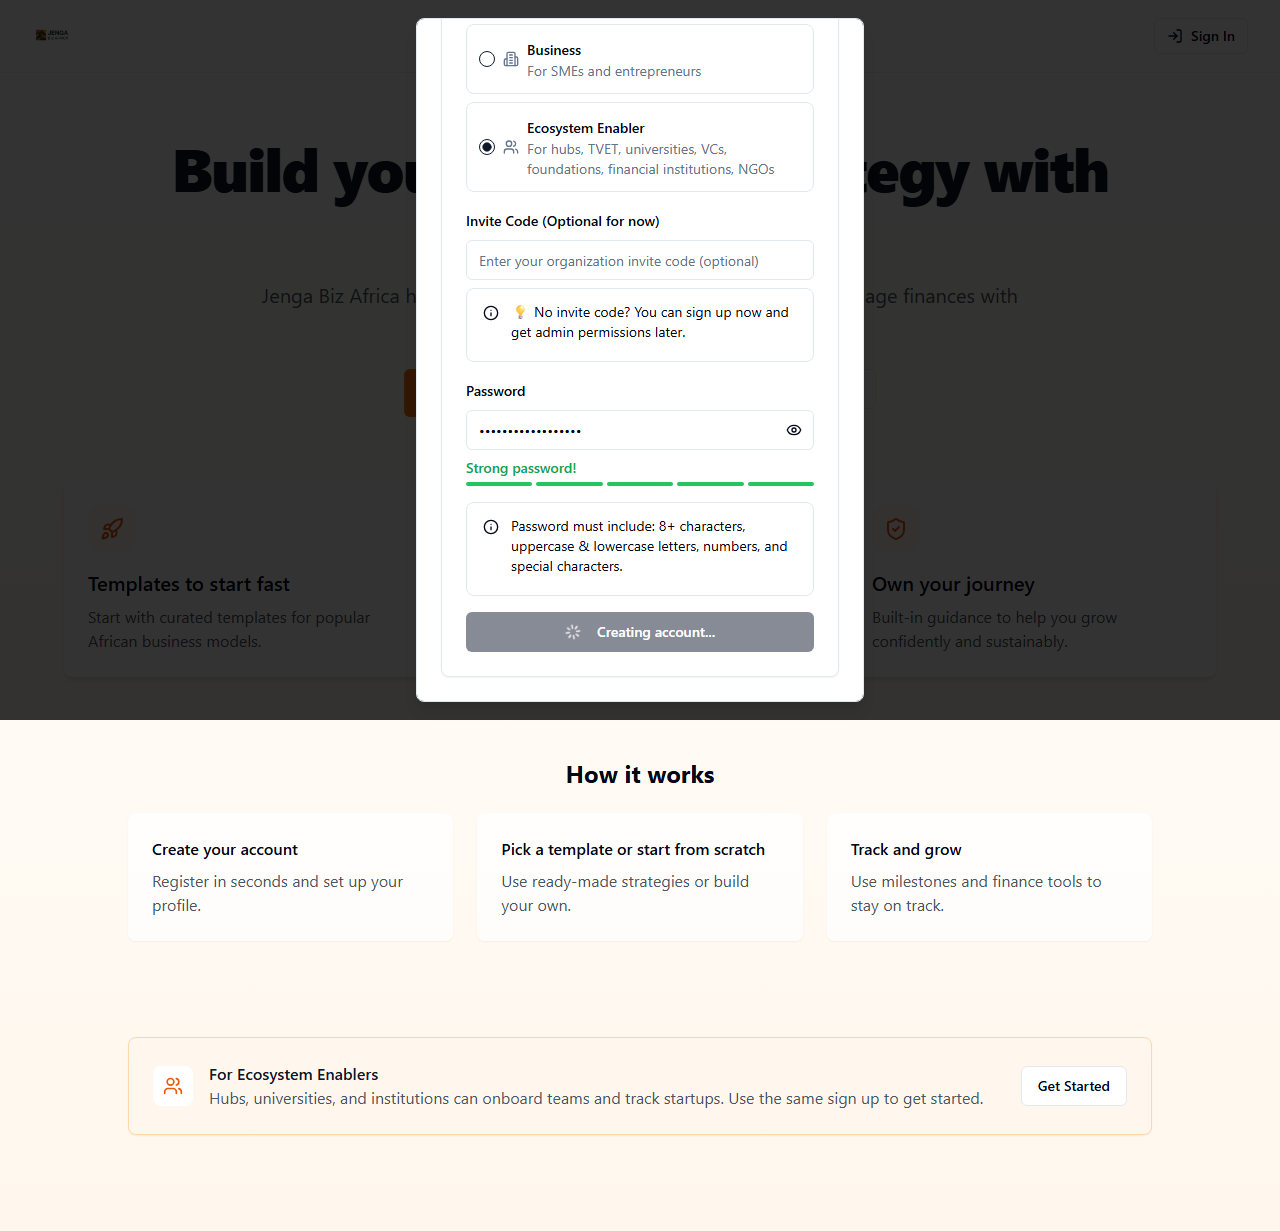 JENGA
Sign In
Build you
tegy with
Jenga Biz Africa h
age finances with
Business
For SMEs and entrepreneurs
Ecosystem Enabler
For hubs, TVET, universities, VCs,
foundations, financial institutions, NGOs
Invite Code (Optional for now)
Enter your organization invite code (optional)
💡 No invite code? You can sign up now and
get admin permissions later.
Password
••••••••••••••••••
Strong password!
Password must include: 8+ characters,
uppercase & lowercase letters, numbers, and
special characters.
Creating account...
Templates to start fast
Start with curated templates for popular
African business models.
Own your journey
Built-in guidance to help you grow
confidently and sustainably.
How it works
Create your account
Register in seconds and set up your
profile.
Pick a template or start from scratch
Use ready-made strategies or build
your own.
Track and grow
Use milestones and finance tools to
stay on track.
For Ecosystem Enablers
Hubs, universities, and institutions can onboard teams and track startups. Use the same sign up to get started.
Get Started